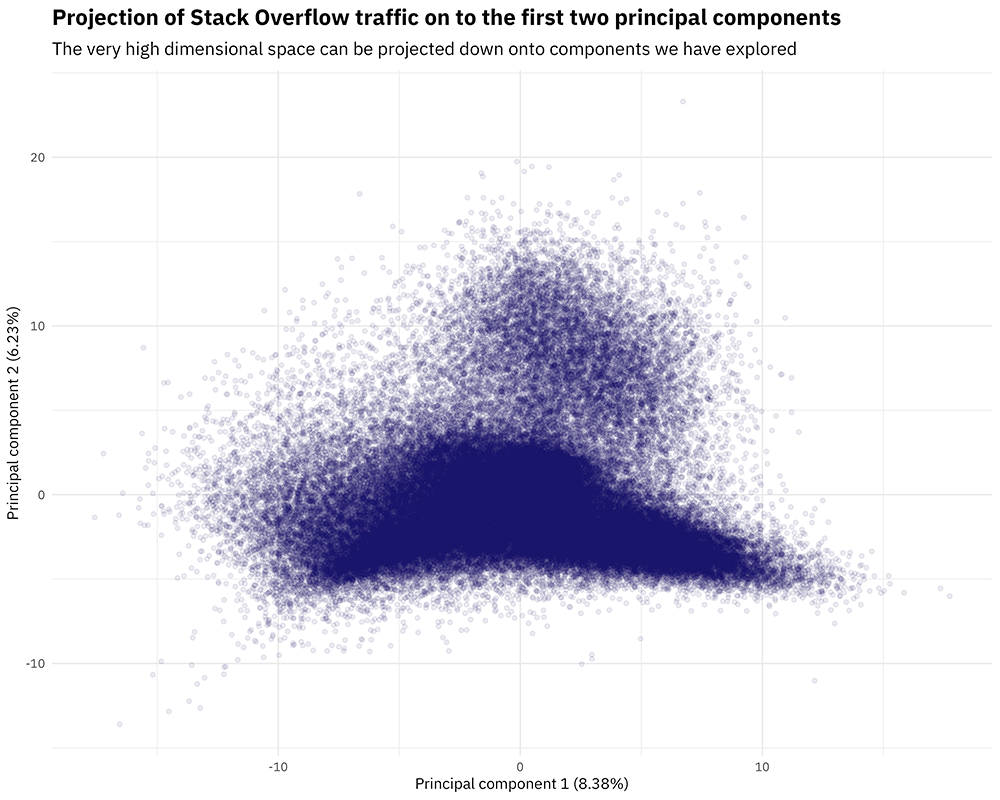 Projection of Stack Overflow traffic on to the first two principal components
The very high dimensional space can be projected down onto components we have explored
Principal component 2 (6.23%)
20
10
0
-10
-10 0 10
Principal component 1 (8.38%)